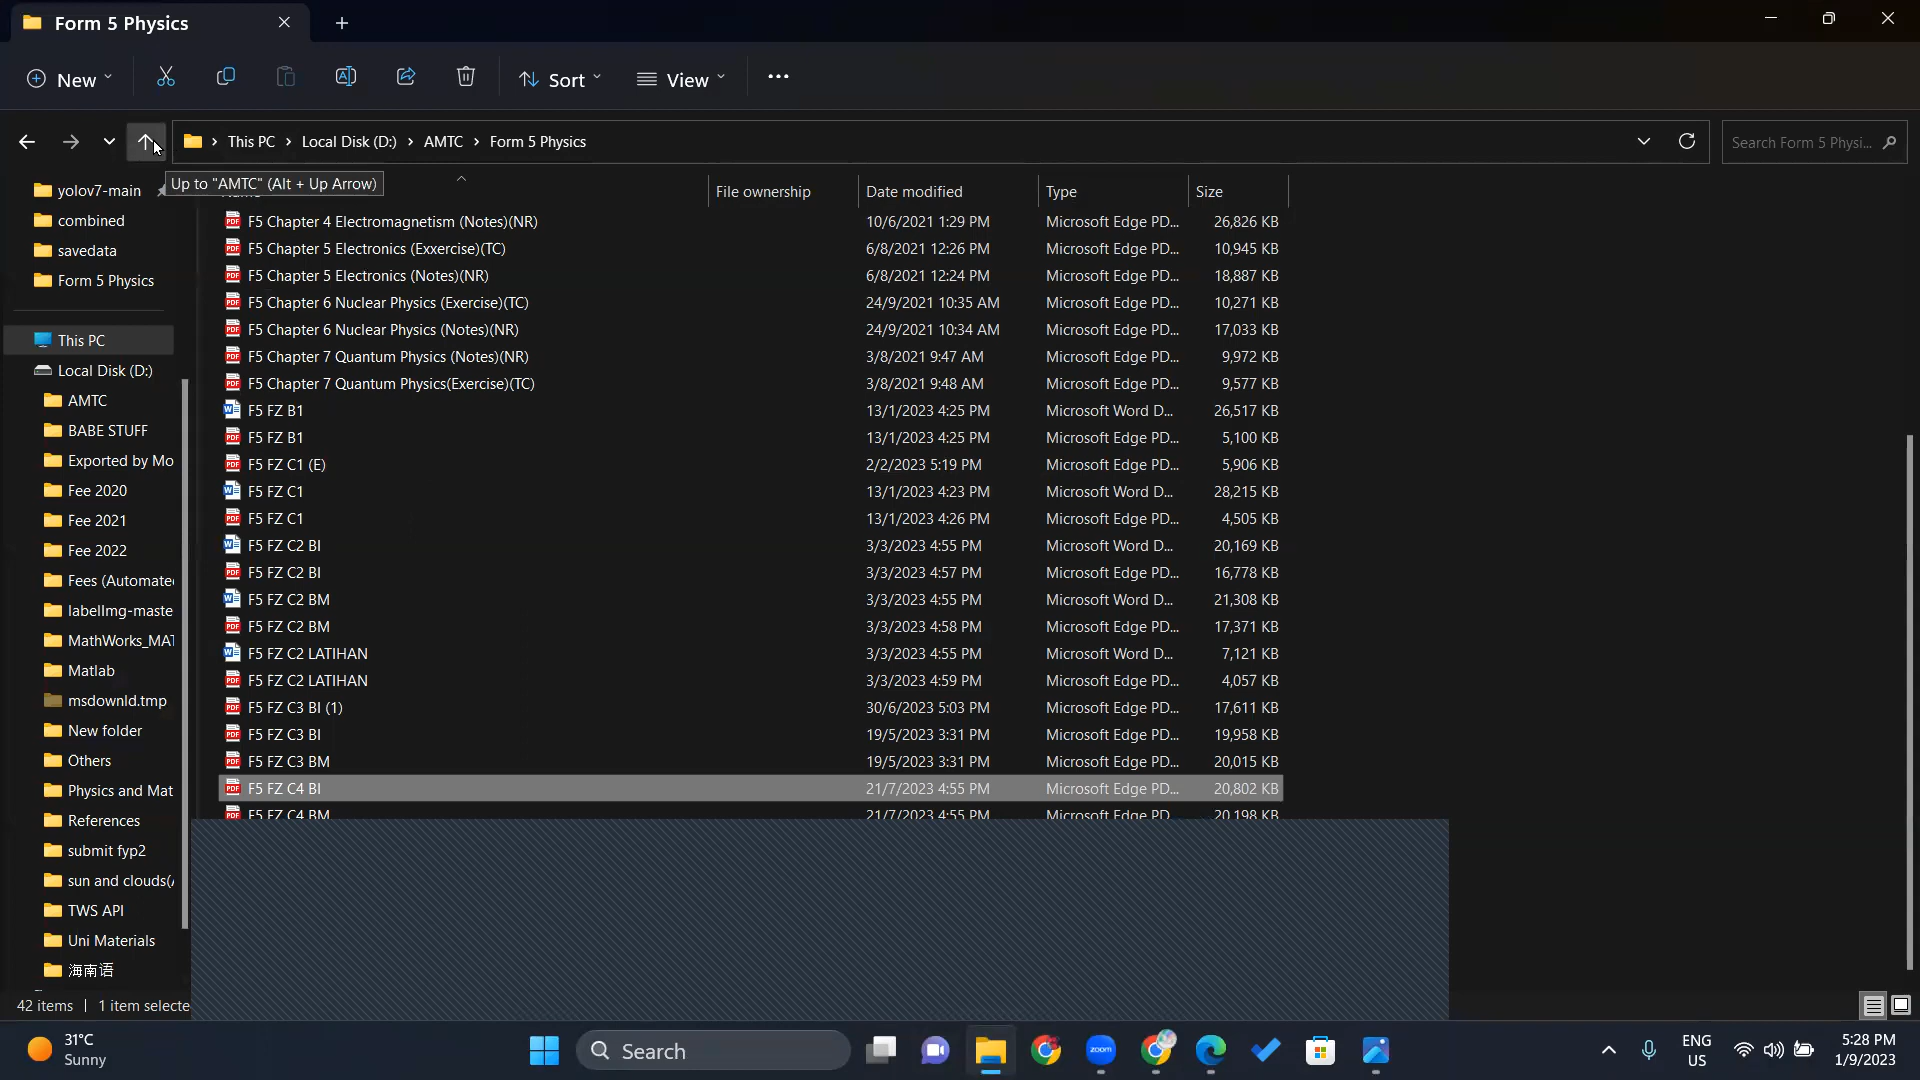 Form 5 Physics
New
Sort
View
This PC
Local Disk (D:)
AMTC
Form 5 Physics
Search Form 5 Physi...
Up to "AMTC" (Alt + Up Arrow)
File ownership
Date modified
Type
Size
yolov7-main
combined
savedata
Form 5 Physics
This PC
Local Disk (D:)
AMTC
BABE STUFF
Exported by Mo
Fee 2020
Fee 2021
Fee 2022
Fees (Automate
labelImg-maste
MathWorks_MAT
Matlab
msdownld.tmp
New folder
Others
Physics and Mat
References
submit fyp2
sun and clouds(
TWS API
Uni Materials
海南语
F5 Chapter 4 Electromagnetism (Notes)(NR) 10/6/2021 1:29 PM Microsoft Edge PD... 26,826 KB
F5 Chapter 5 Electronics (Exxercise)(TC) 6/8/2021 12:26 PM Microsoft Edge PD... 10,945 KB
F5 Chapter 5 Electronics (Notes)(NR) 6/8/2021 12:24 PM Microsoft Edge PD... 18,887 KB
F5 Chapter 6 Nuclear Physics (Exercise)(TC) 24/9/2021 10:35 AM Microsoft Edge PD... 10,271 KB
F5 Chapter 6 Nuclear Physics (Notes)(NR) 24/9/2021 10:34 AM Microsoft Edge PD... 17,033 KB
F5 Chapter 7 Quantum Physics (Notes)(NR) 3/8/2021 9:47 AM Microsoft Edge PD... 9,972 KB
F5 Chapter 7 Quantum Physics(Exercise)(TC) 3/8/2021 9:48 AM Microsoft Edge PD... 9,577 KB
F5 FZ B1 13/1/2023 4:25 PM Microsoft Word D... 26,517 KB
F5 FZ B1 13/1/2023 4:25 PM Microsoft Edge PD... 5,100 KB
F5 FZ C1 (E) 2/2/2023 5:19 PM Microsoft Edge PD... 5,906 KB
F5 FZ C1 13/1/2023 4:23 PM Microsoft Word D... 28,215 KB
F5 FZ C1 13/1/2023 4:26 PM Microsoft Edge PD... 4,505 KB
F5 FZ C2 BI 3/3/2023 4:55 PM Microsoft Word D... 20,169 KB
F5 FZ C2 BI 3/3/2023 4:57 PM Microsoft Edge PD... 16,778 KB
F5 FZ C2 BM 3/3/2023 4:55 PM Microsoft Word D... 21,308 KB
F5 FZ C2 BM 3/3/2023 4:58 PM Microsoft Edge PD... 17,371 KB
F5 FZ C2 LATIHAN 3/3/2023 4:55 PM Microsoft Word D... 7,121 KB
F5 FZ C2 LATIHAN 3/3/2023 4:59 PM Microsoft Edge PD... 4,057 KB
F5 FZ C3 BI (1) 30/6/2023 5:03 PM Microsoft Edge PD... 17,611 KB
F5 FZ C3 BI 19/5/2023 3:31 PM Microsoft Edge PD... 19,958 KB
F5 FZ C3 BM 19/5/2023 3:31 PM Microsoft Edge PD... 20,015 KB
F5 FZ C4 BI 21/7/2023 4:55 PM Microsoft Edge PD... 20,802 KB
F5 FZ C4 BM 21/7/2023 4:55 PM Microsoft Edge PD 20,198 KB
42 items
1 item selecte
31°C
Sunny
Search
zoom
ENG
US
5:28 PM
1/9/2023